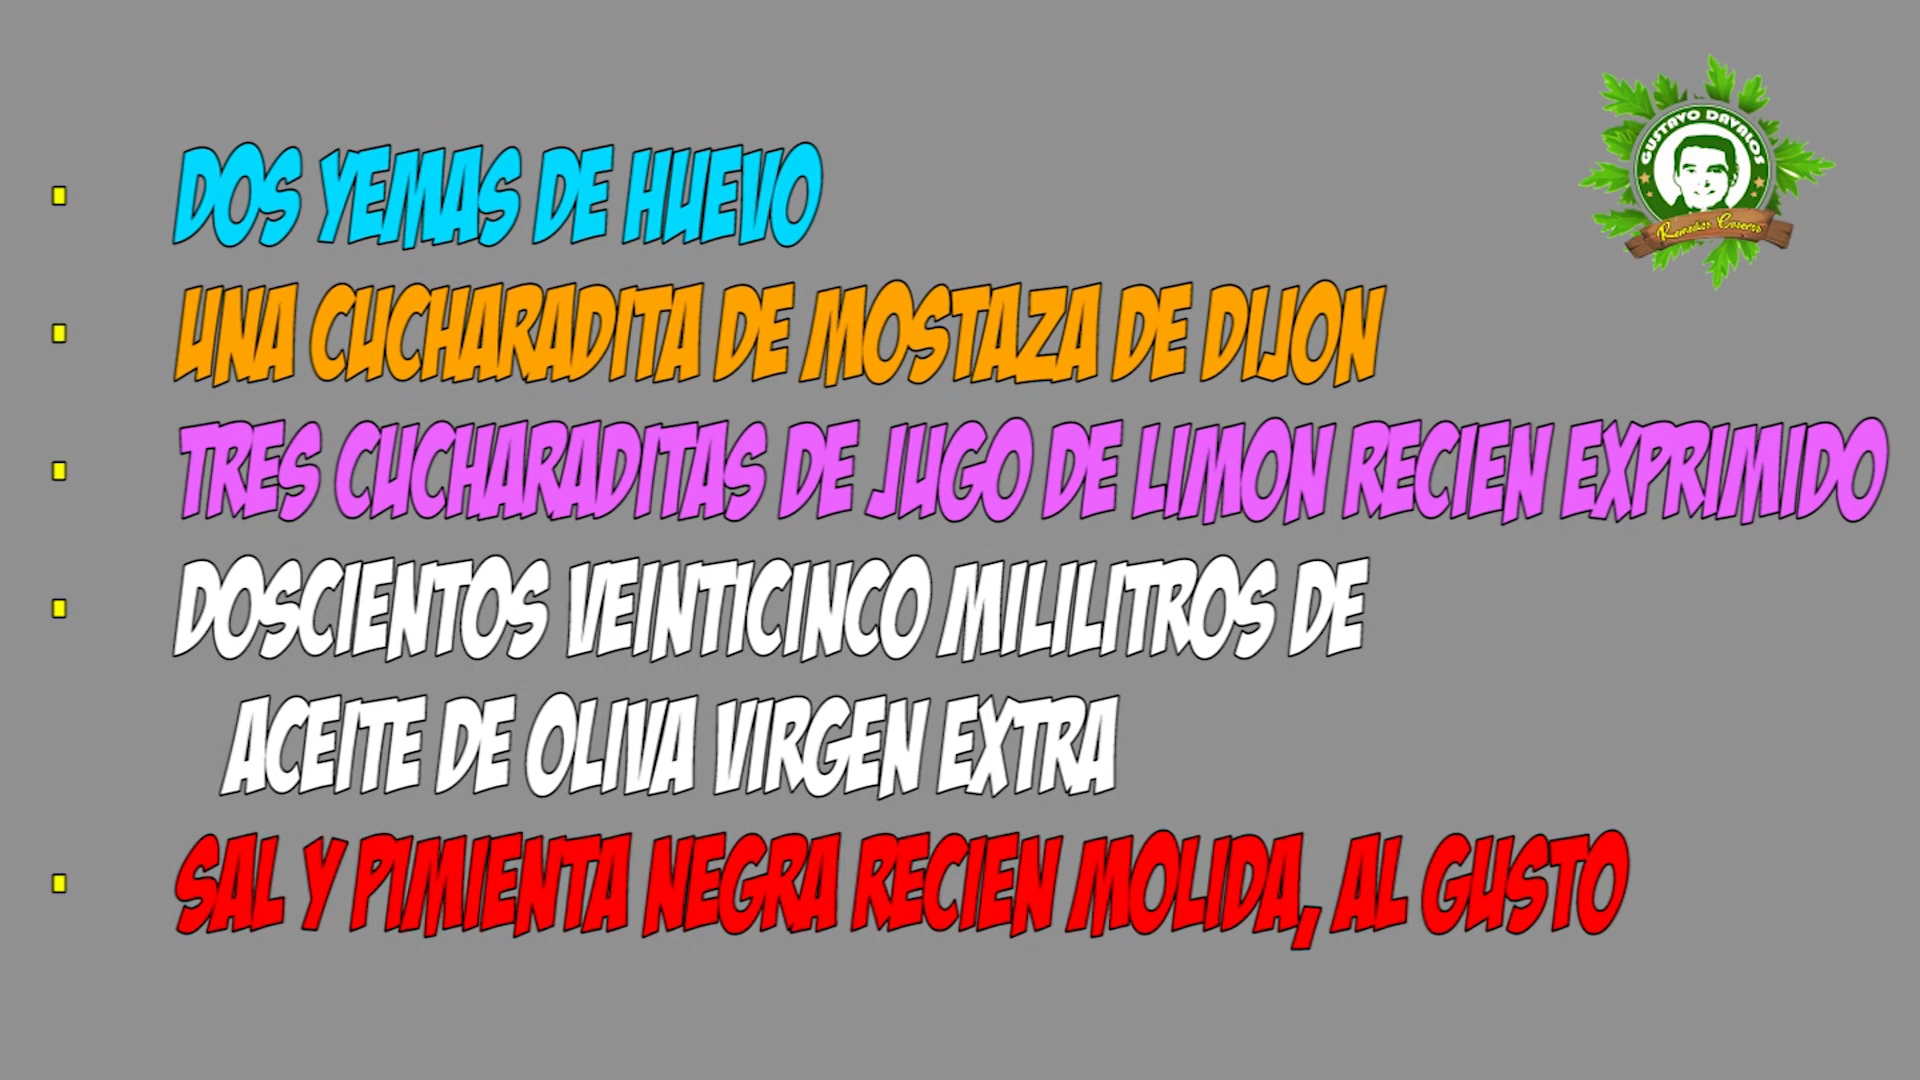 GUSTAVO DAVALOS
Remedios Caseros
DOS YEMAS DE HUEVO
UNA CUCHARADITA DE MOSTAZA DE DIJON
TRES CUCHARADITAS DE JUGO DE LIMON RECIEN EXPRIMIDO
DOSCIENTOS VEINTICINCO MILILITROS DE
ACEITE DE OLIVA VIRGEN EXTRA
SAL Y PIMIENTA NEGRA RECIEN MOLIDA, AL GUSTO